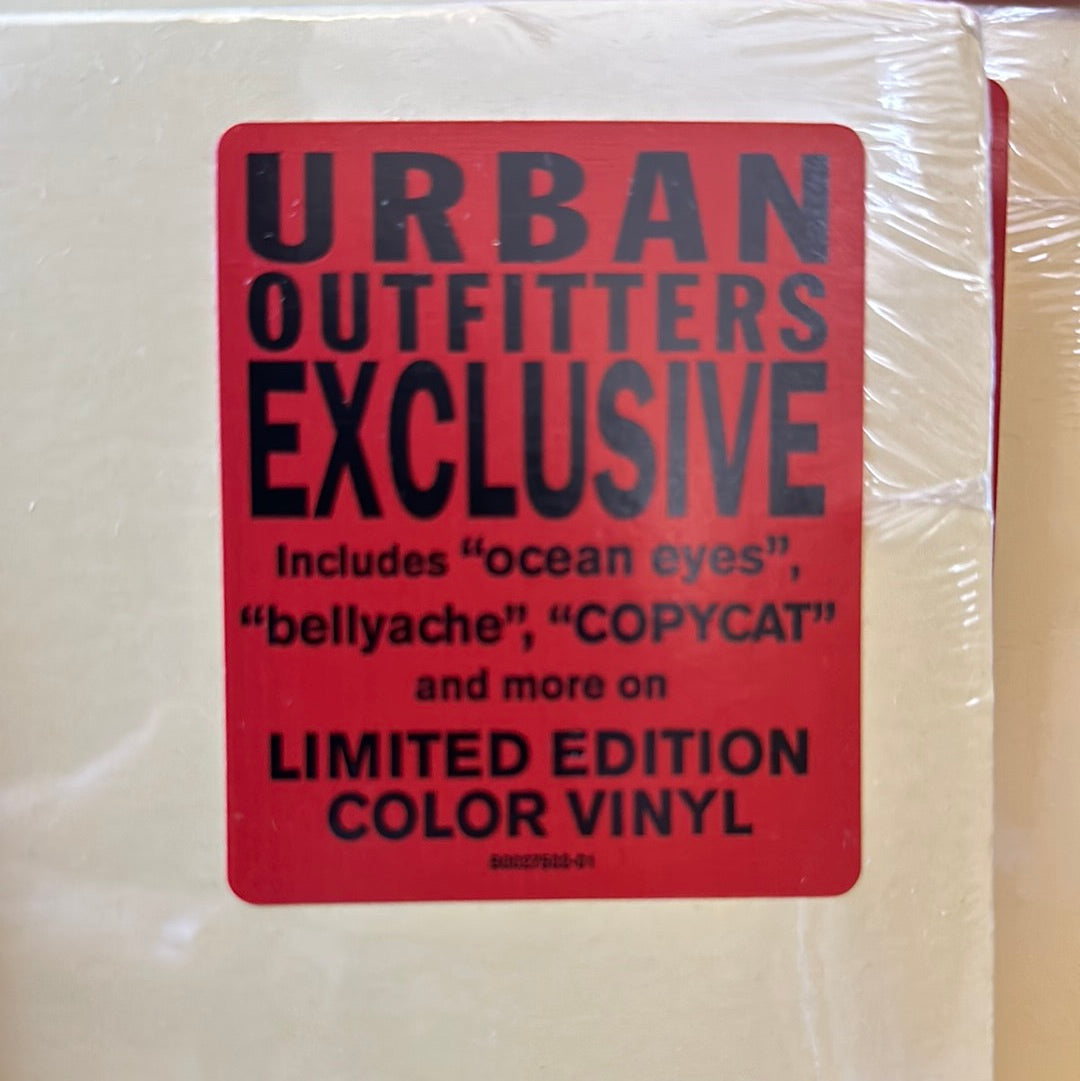 URBAN
OUTFITTERS
EXCLUSIVE
Includes “ocean eyes”,
“bellyache”, “COPYCAT”
and more on
LIMITED EDITION
COLOR VINYL